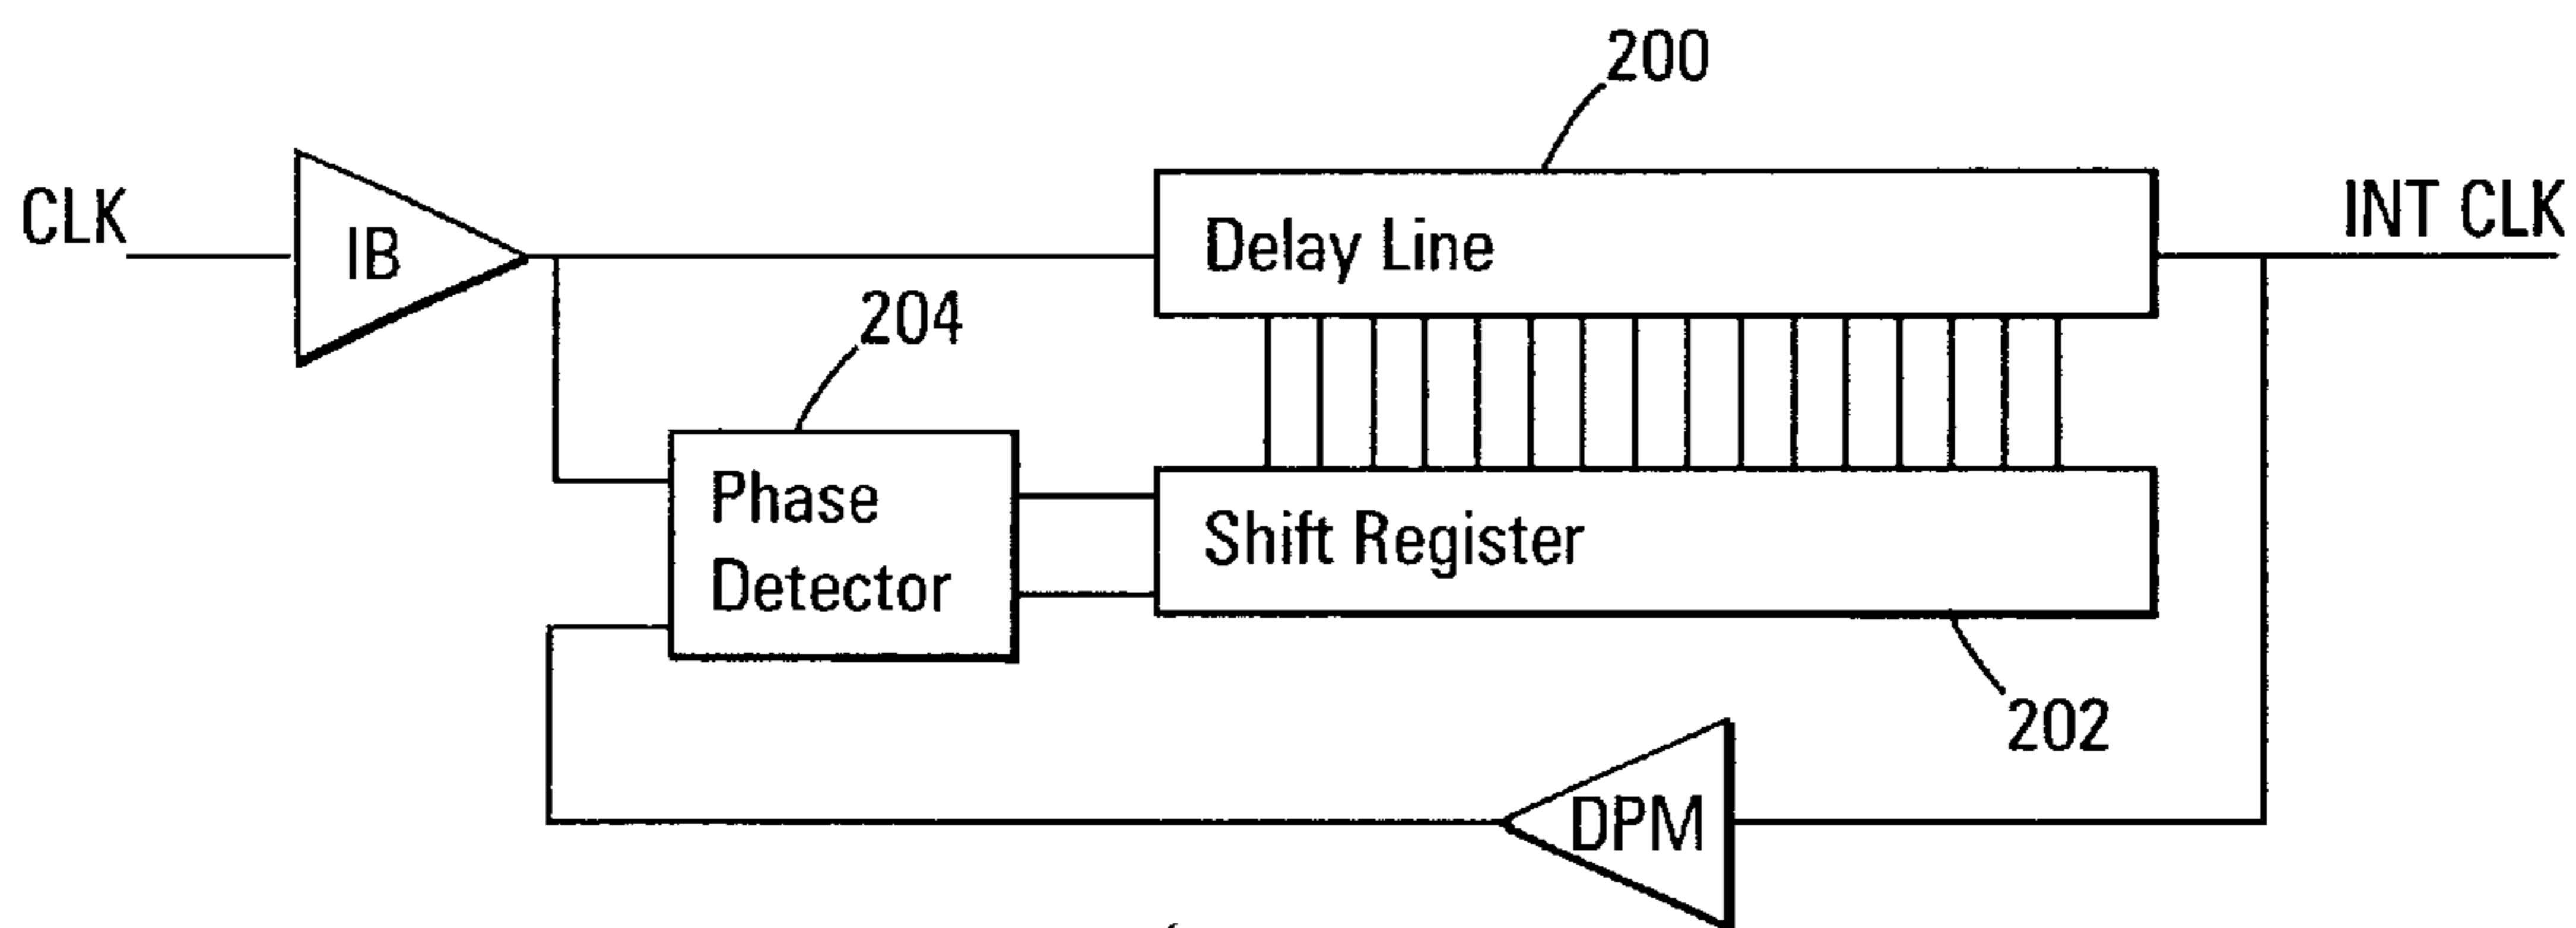 200
CLK
IB
Delay Line
INT CLK
204
Phase
Detector
Shift Register
202
DPM